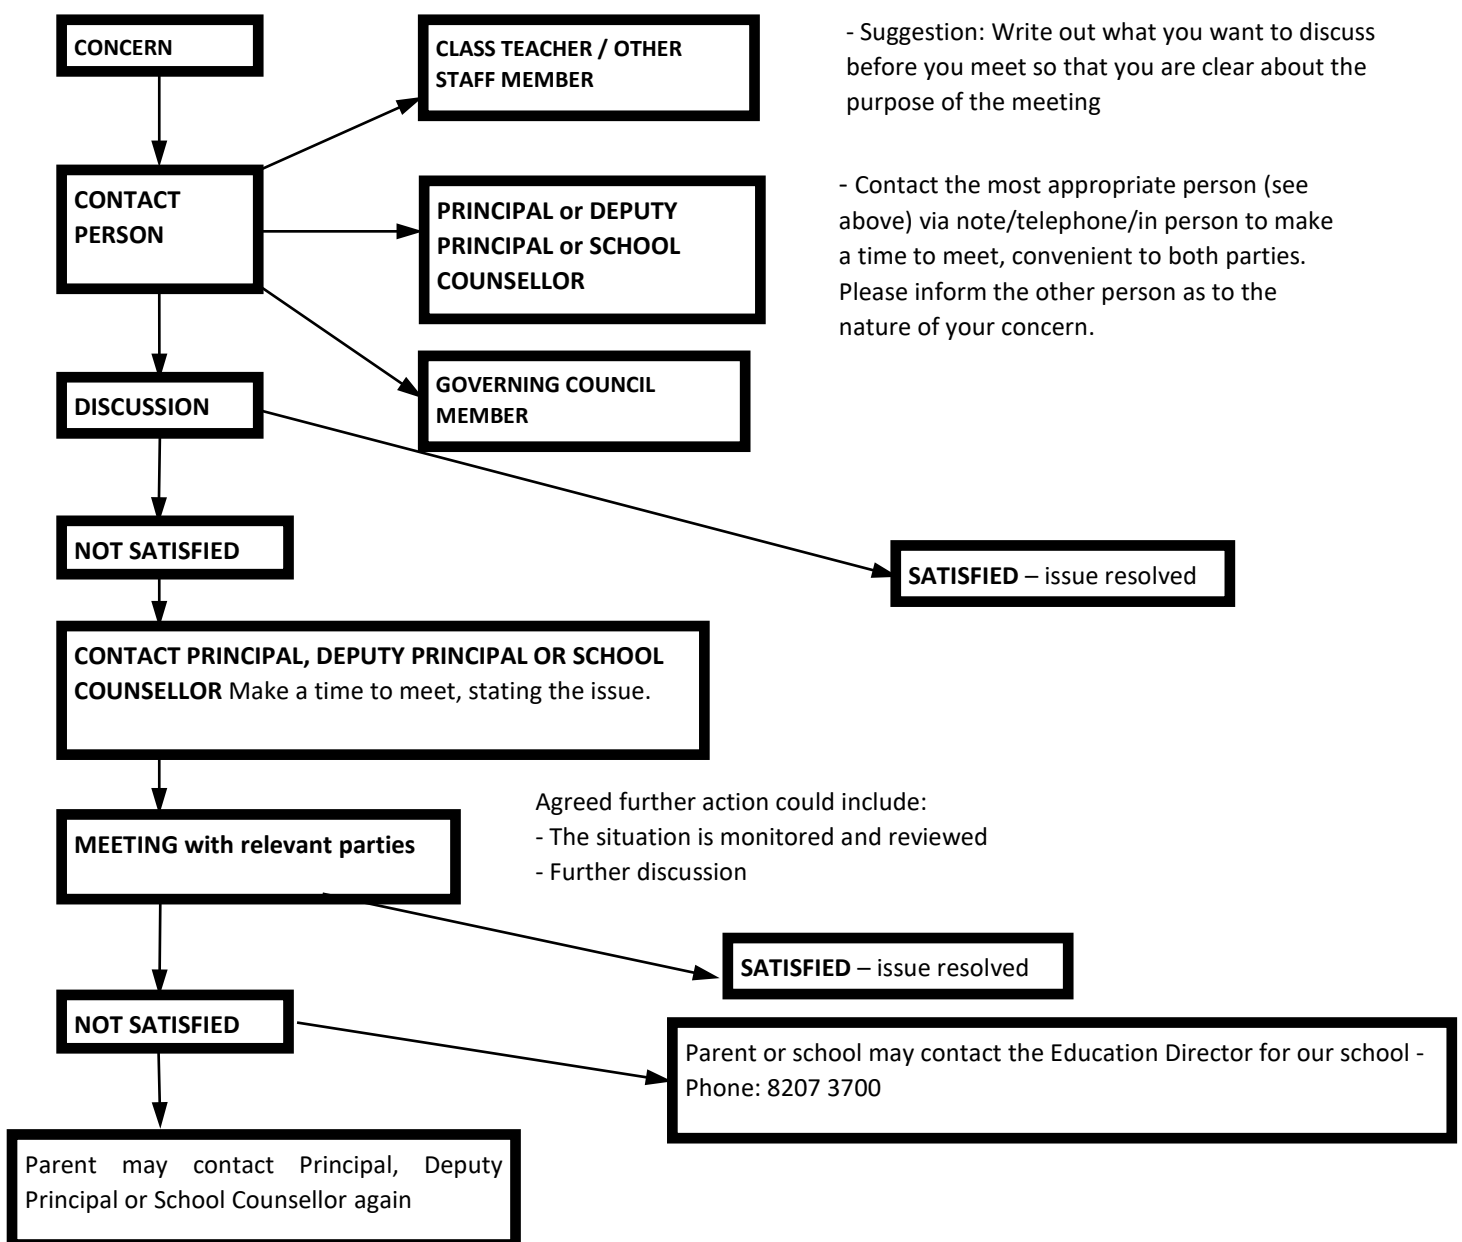 CONCERN
CLASS TEACHER / OTHER
STAFF MEMBER
- Suggestion: Write out what you want to discuss
before you meet so that you are clear about the
purpose of the meeting
CONTACT
PERSON
PRINCIPAL or DEPUTY
PRINCIPAL or SCHOOL
COUNSELLOR
- Contact the most appropriate person (see
above) via note/telephone/in person to make
a time to meet, convenient to both parties.
Please inform the other person as to the
nature of your concern.
GOVERNING COUNCIL
MEMBER
DISCUSSION
NOT SATISFIED
SATISFIED – issue resolved
CONTACT PRINCIPAL, DEPUTY PRINCIPAL OR SCHOOL
COUNSELLOR Make a time to meet, stating the issue.
MEETING with relevant parties
Agreed further action could include:
- The situation is monitored and reviewed
- Further discussion
SATISFIED – issue resolved
NOT SATISFIED
Parent or school may contact the Education Director for our school -
Phone: 8207 3700
Parent may contact Principal, Deputy
Principal or School Counsellor again